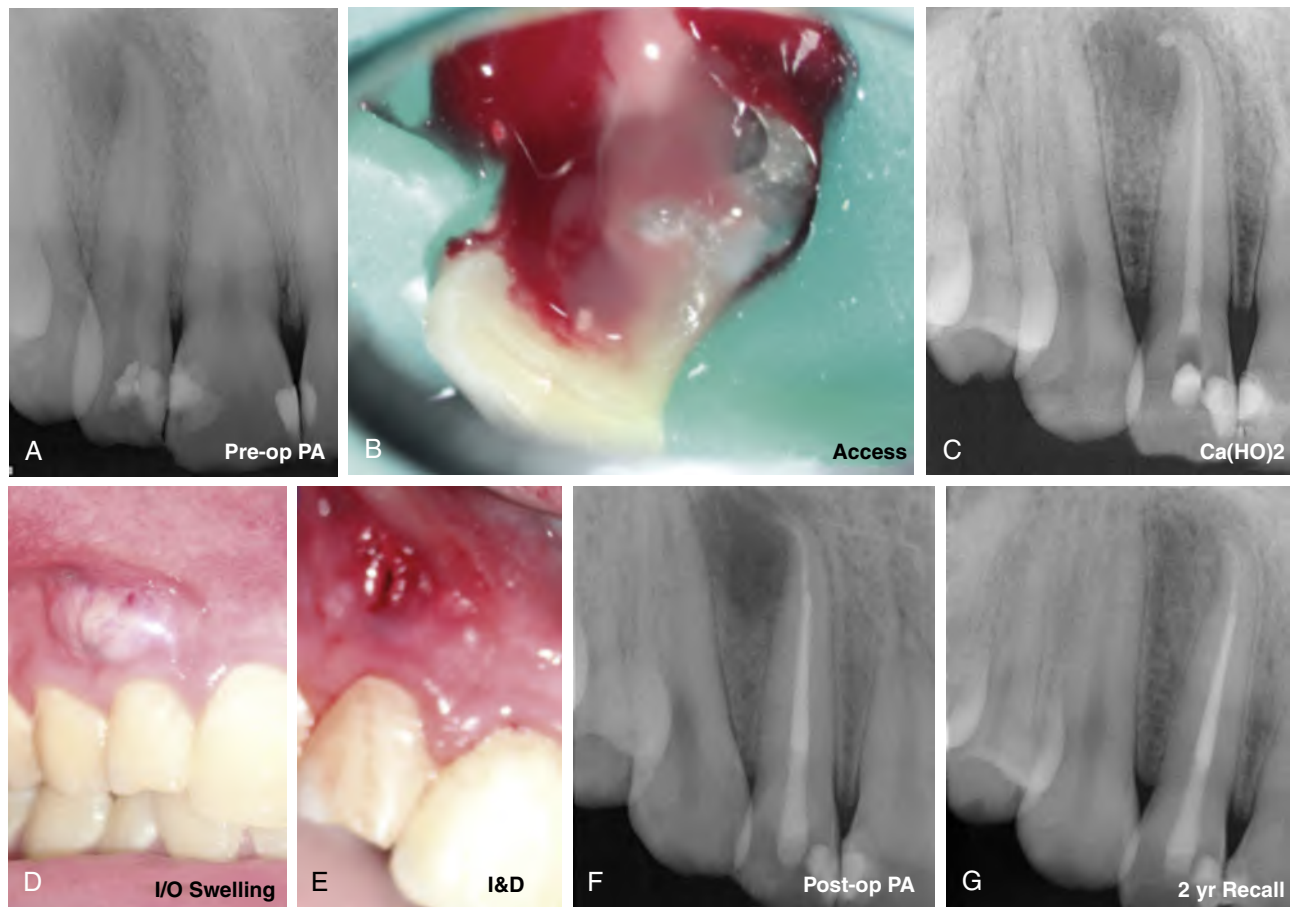 A Pre-op PA
B Access
C Ca(HO)2
D I/O Swelling
E I&D
F Post-op PA
G 2 yr Recall